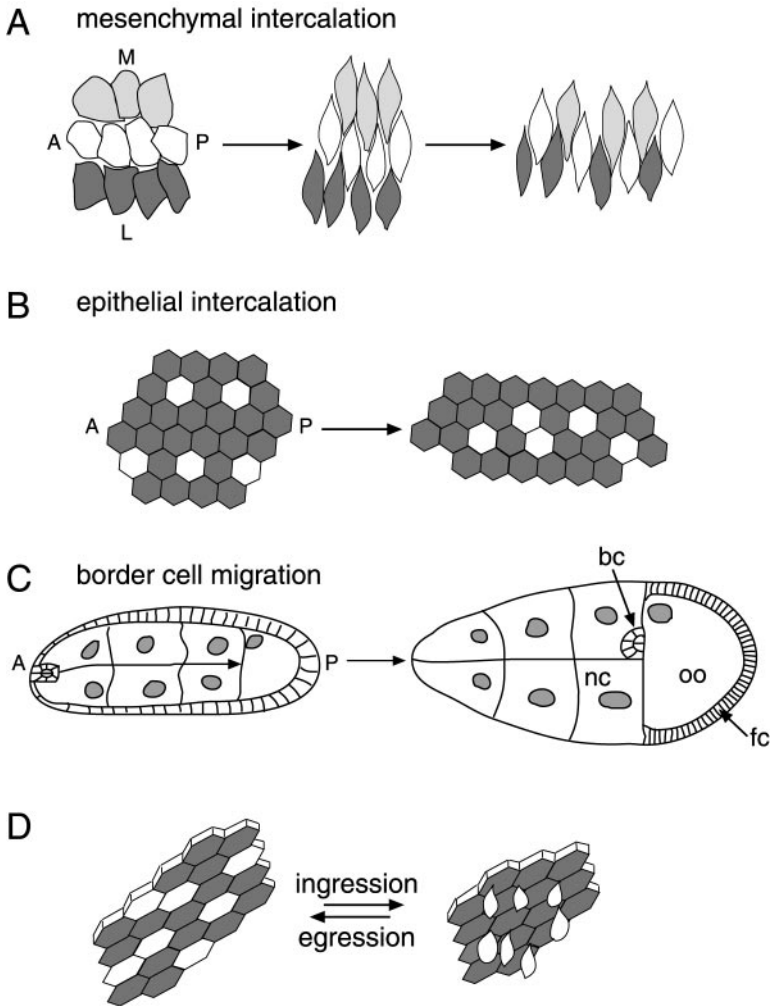 A mesenchymal intercalation
M
A P
L
B epithelial intercalation
A P
C border cell migration
bc
A P
nc oo
fc
D
ingression
egression